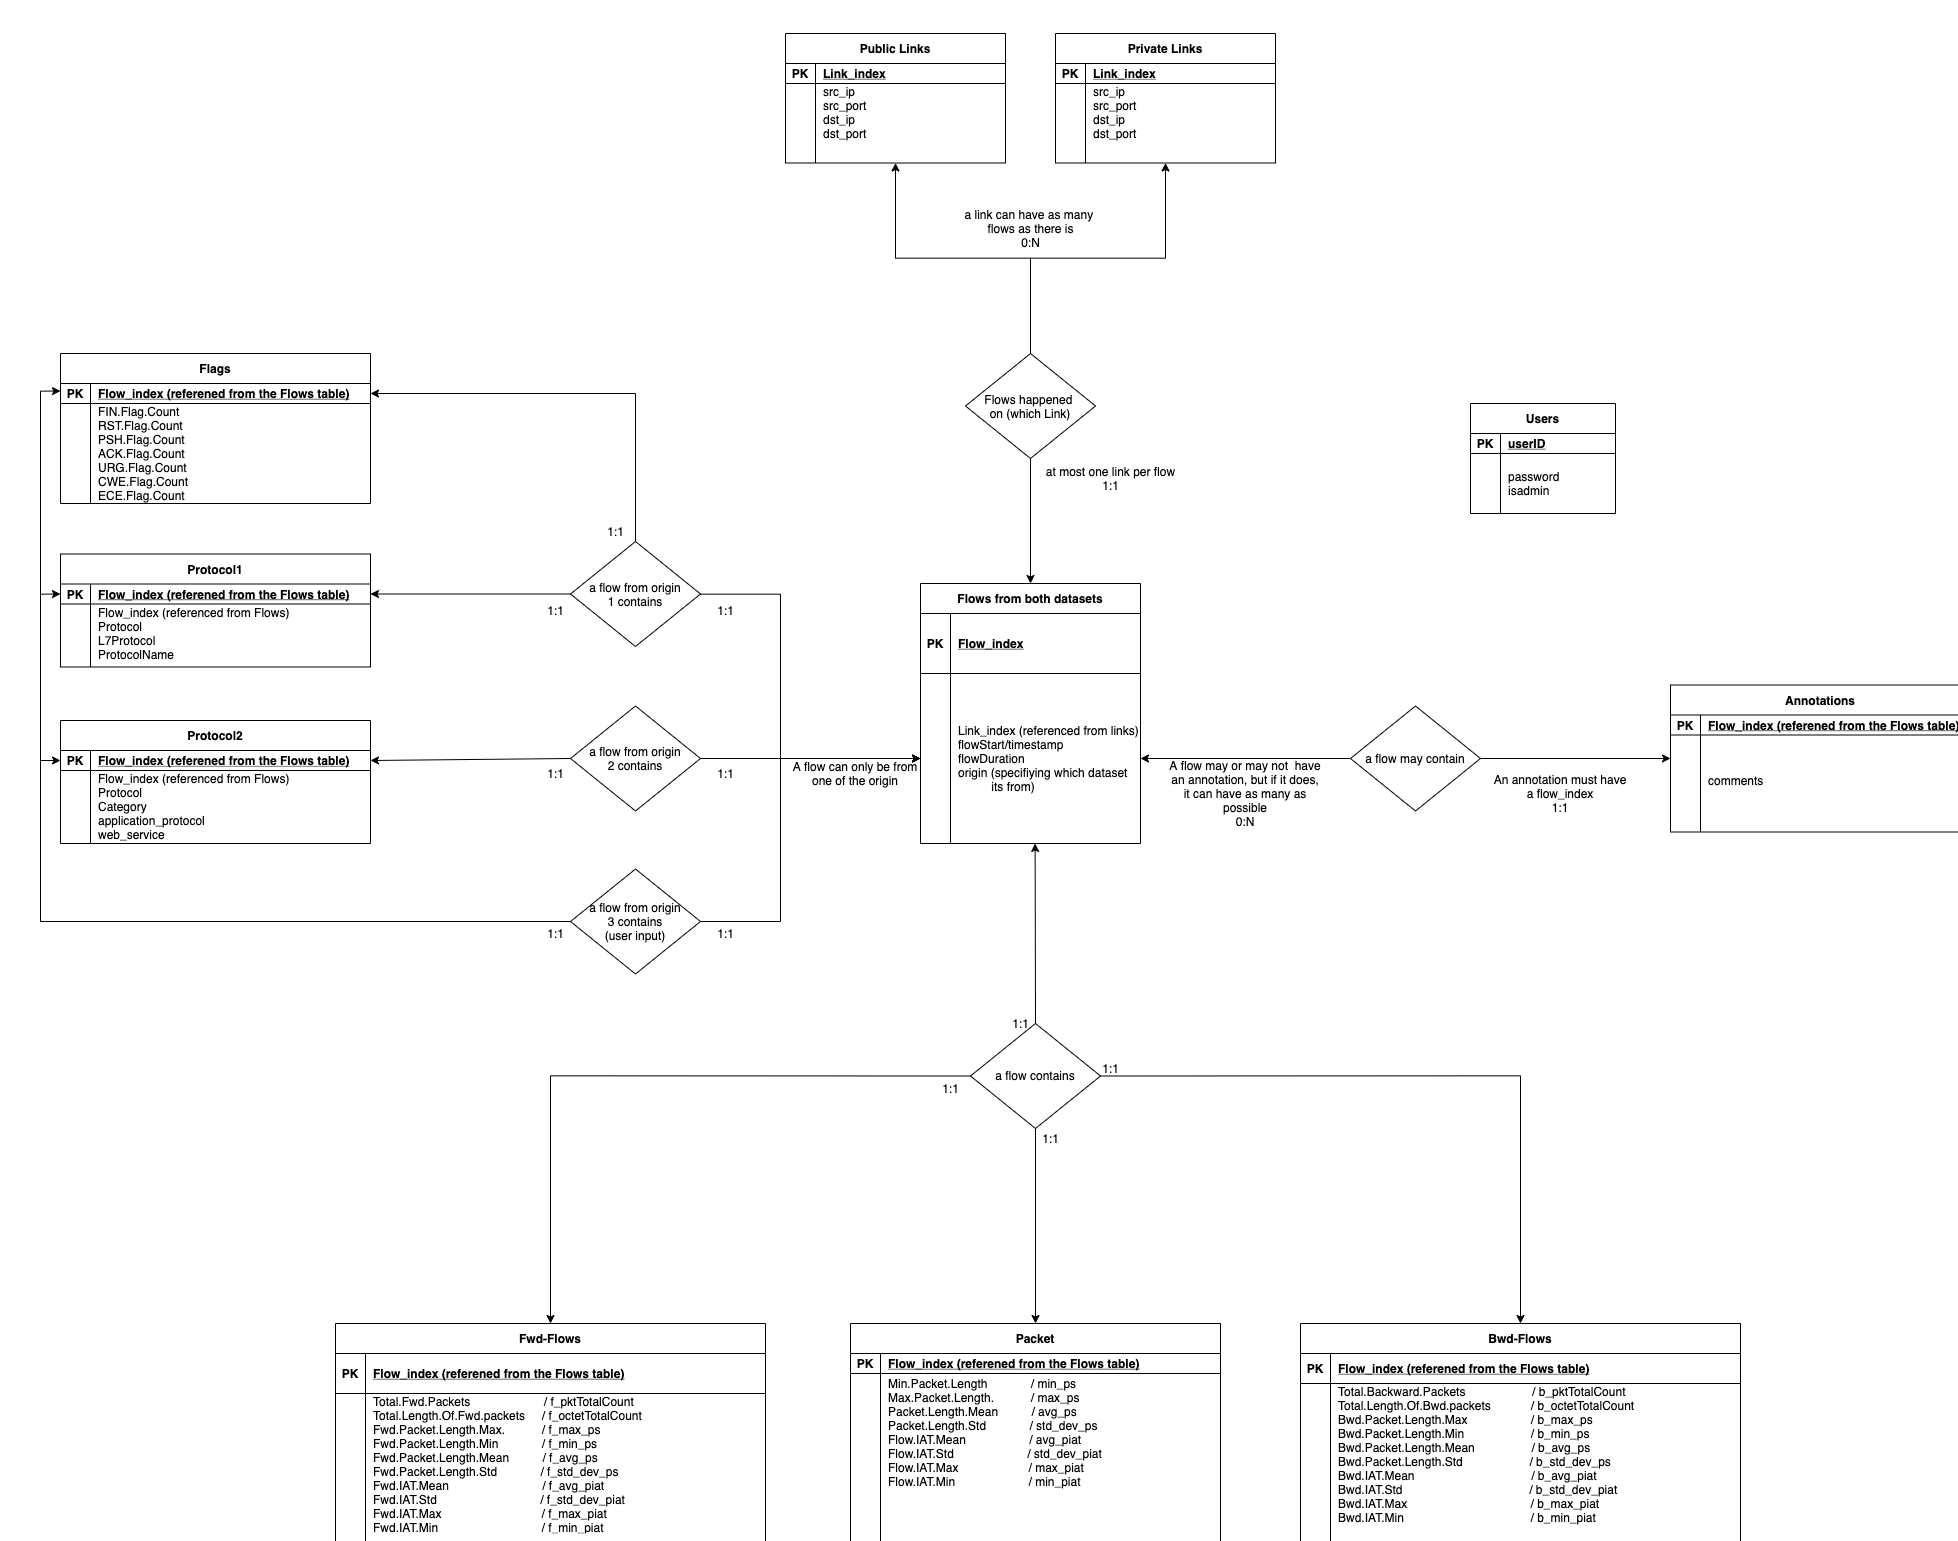 Public Links
PK Link_index
src_ip
src_port
dst_ip
dst_port
Private Links
PK Link_index
src_ip
src_port
dst_ip
dst_port
a link can have as many
flows as there is
0:N
Flows happened
on (which Link)
at most one link per flow
1:1
Flags
PK Flow_index (referened from the Flows table)
FIN.Flag.Count
RST.Flag.Count
PSH.Flag.Count
ACK.Flag.Count
URG.Flag.Count
CWE.Flag.Count
ECE.Flag.Count
Users
PK userID
password
isadmin
1:1
Protocol1
PK Flow_index (referened from the Flows table)
Flow_index (referenced from Flows)
Protocol
L7Protocol
ProtocolName
a flow from origin
1 contains
1:1
1:1
Flows from both datasets
PK Flow_index
Link_index (referenced from links)
flowStart/timestamp
flowDuration
origin (specifiying which dataset
its from)
Protocol2
PK Flow_index (referened from the Flows table)
Flow_index (referenced from Flows)
Protocol
Category
application_protocol
web_service
a flow from origin
2 contains
1:1
1:1
A flow can only be from
one of the origin
A flow may or may not have
an annotation, but if it does,
it can have as many as
possible
0:N
a flow may contain
An annotation must have
a flow_index
1:1
Annotations
PK Flow_index (referened from the Flows table)
comments
a flow from origin
3 contains
(user input)
1:1
1:1
1:1
a flow contains
1:1
1:1
1:1
Fwd-Flows
PK Flow_index (referened from the Flows table)
Total.Fwd.Packets / f_pktTotalCount
Total.Length.Of.Fwd.packets / f_octetTotalCount
Fwd.Packet.Length.Max. / f_max_ps
Fwd.Packet.Length.Min / f_min_ps
Fwd.Packet.Length.Mean / f_avg_ps
Fwd.Packet.Length.Std / f_std_dev_ps
Fwd.IAT.Mean / f_avg_piat
Fwd.IAT.Std / f_std_dev_piat
Fwd.IAT.Max / f_max_piat
Fwd.IAT.Min / f_min_piat
Packet
PK Flow_index (referened from the Flows table)
Min.Packet.Length / min_ps
Max.Packet.Length. / max_ps
Packet.Length.Mean / avg_ps
Packet.Length.Std / std_dev_ps
Flow.IAT.Mean / avg_piat
Flow.IAT.Std / std_dev_piat
Flow.IAT.Max / max_piat
Flow.IAT.Min / min_piat
Bwd-Flows
PK Flow_index (referened from the Flows table)
Total.Backward.Packets / b_pktTotalCount
Total.Length.Of.Bwd.packets / b_octetTotalCount
Bwd.Packet.Length.Max / b_max_ps
Bwd.Packet.Length.Min / b_min_ps
Bwd.Packet.Length.Mean / b_avg_ps
Bwd.Packet.Length.Std / b_std_dev_ps
Bwd.IAT.Mean / b_avg_piat
Bwd.IAT.Std / b_std_dev_piat
Bwd.IAT.Max / b_max_piat
Bwd.IAT.Min / b_min_piat